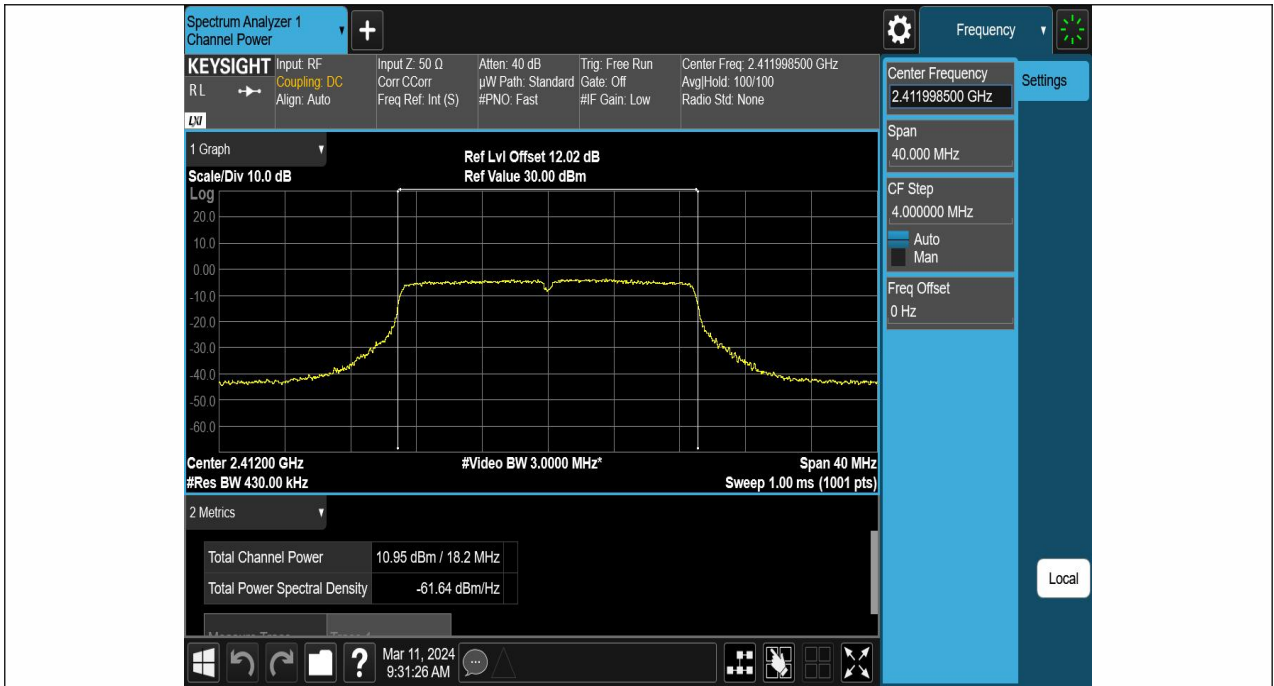 Spectrum Analyzer 1
Channel Power
+
Frequency
KEYSIGHT
RL
LXI
Input: RF
Coupling: DC
Align: Auto
Input Z: 50 Ω
Corr CCorr
Freq Ref: Int (S)
Atten: 40 dB
µW Path: Standard
#PNO: Fast
Trig: Free Run
Gate: Off
#IF Gain: Low
Center Freq: 2.411998500 GHz
Avg|Hold: 100/100
Radio Std: None
Center Frequency
2.411998500 GHz
Settings
Span
40.000 MHz
CF Step
4.000000 MHz
Auto
Man
Freq Offset
0 Hz
1 Graph
Scale/Div 10.0 dB
Ref Lvl Offset 12.02 dB
Ref Value 30.00 dBm
Log
20.0
10.0
0.00
-10.0
-20.0
-30.0
-40.0
-50.0
-60.0
Center 2.41200 GHz
#Video BW 3.0000 MHz*
Span 40 MHz
#Res BW 430.00 kHz
Sweep 1.00 ms (1001 pts)
2 Metrics
Total Channel Power 10.95 dBm / 18.2 MHz
Total Power Spectral Density -61.64 dBm/Hz
Local
?
Mar 11, 2024
9:31:26 AM